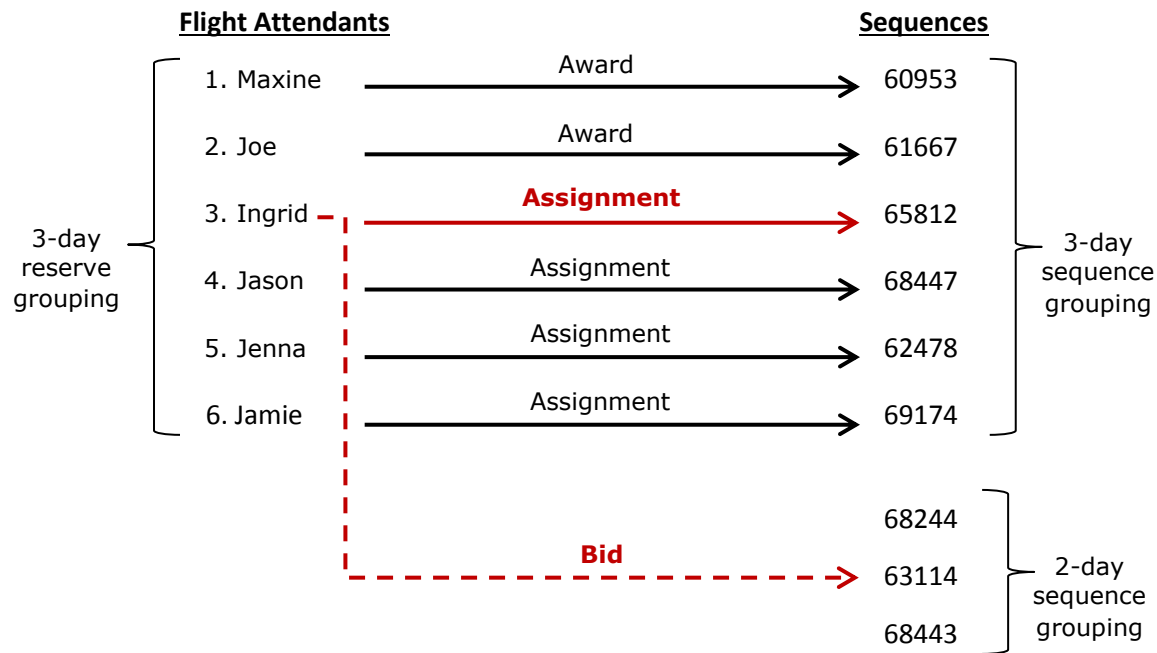 Flight Attendants
Sequences
1. Maxine
Award
60953
2. Joe
Award
61667
3. Ingrid
Assignment
65812
3-day
reserve
grouping
3-day
sequence
grouping
4. Jason
Assignment
68447
5. Jenna
Assignment
62478
6. Jamie
Assignment
69174
68244
Bid
63114
68443
2-day
sequence
grouping